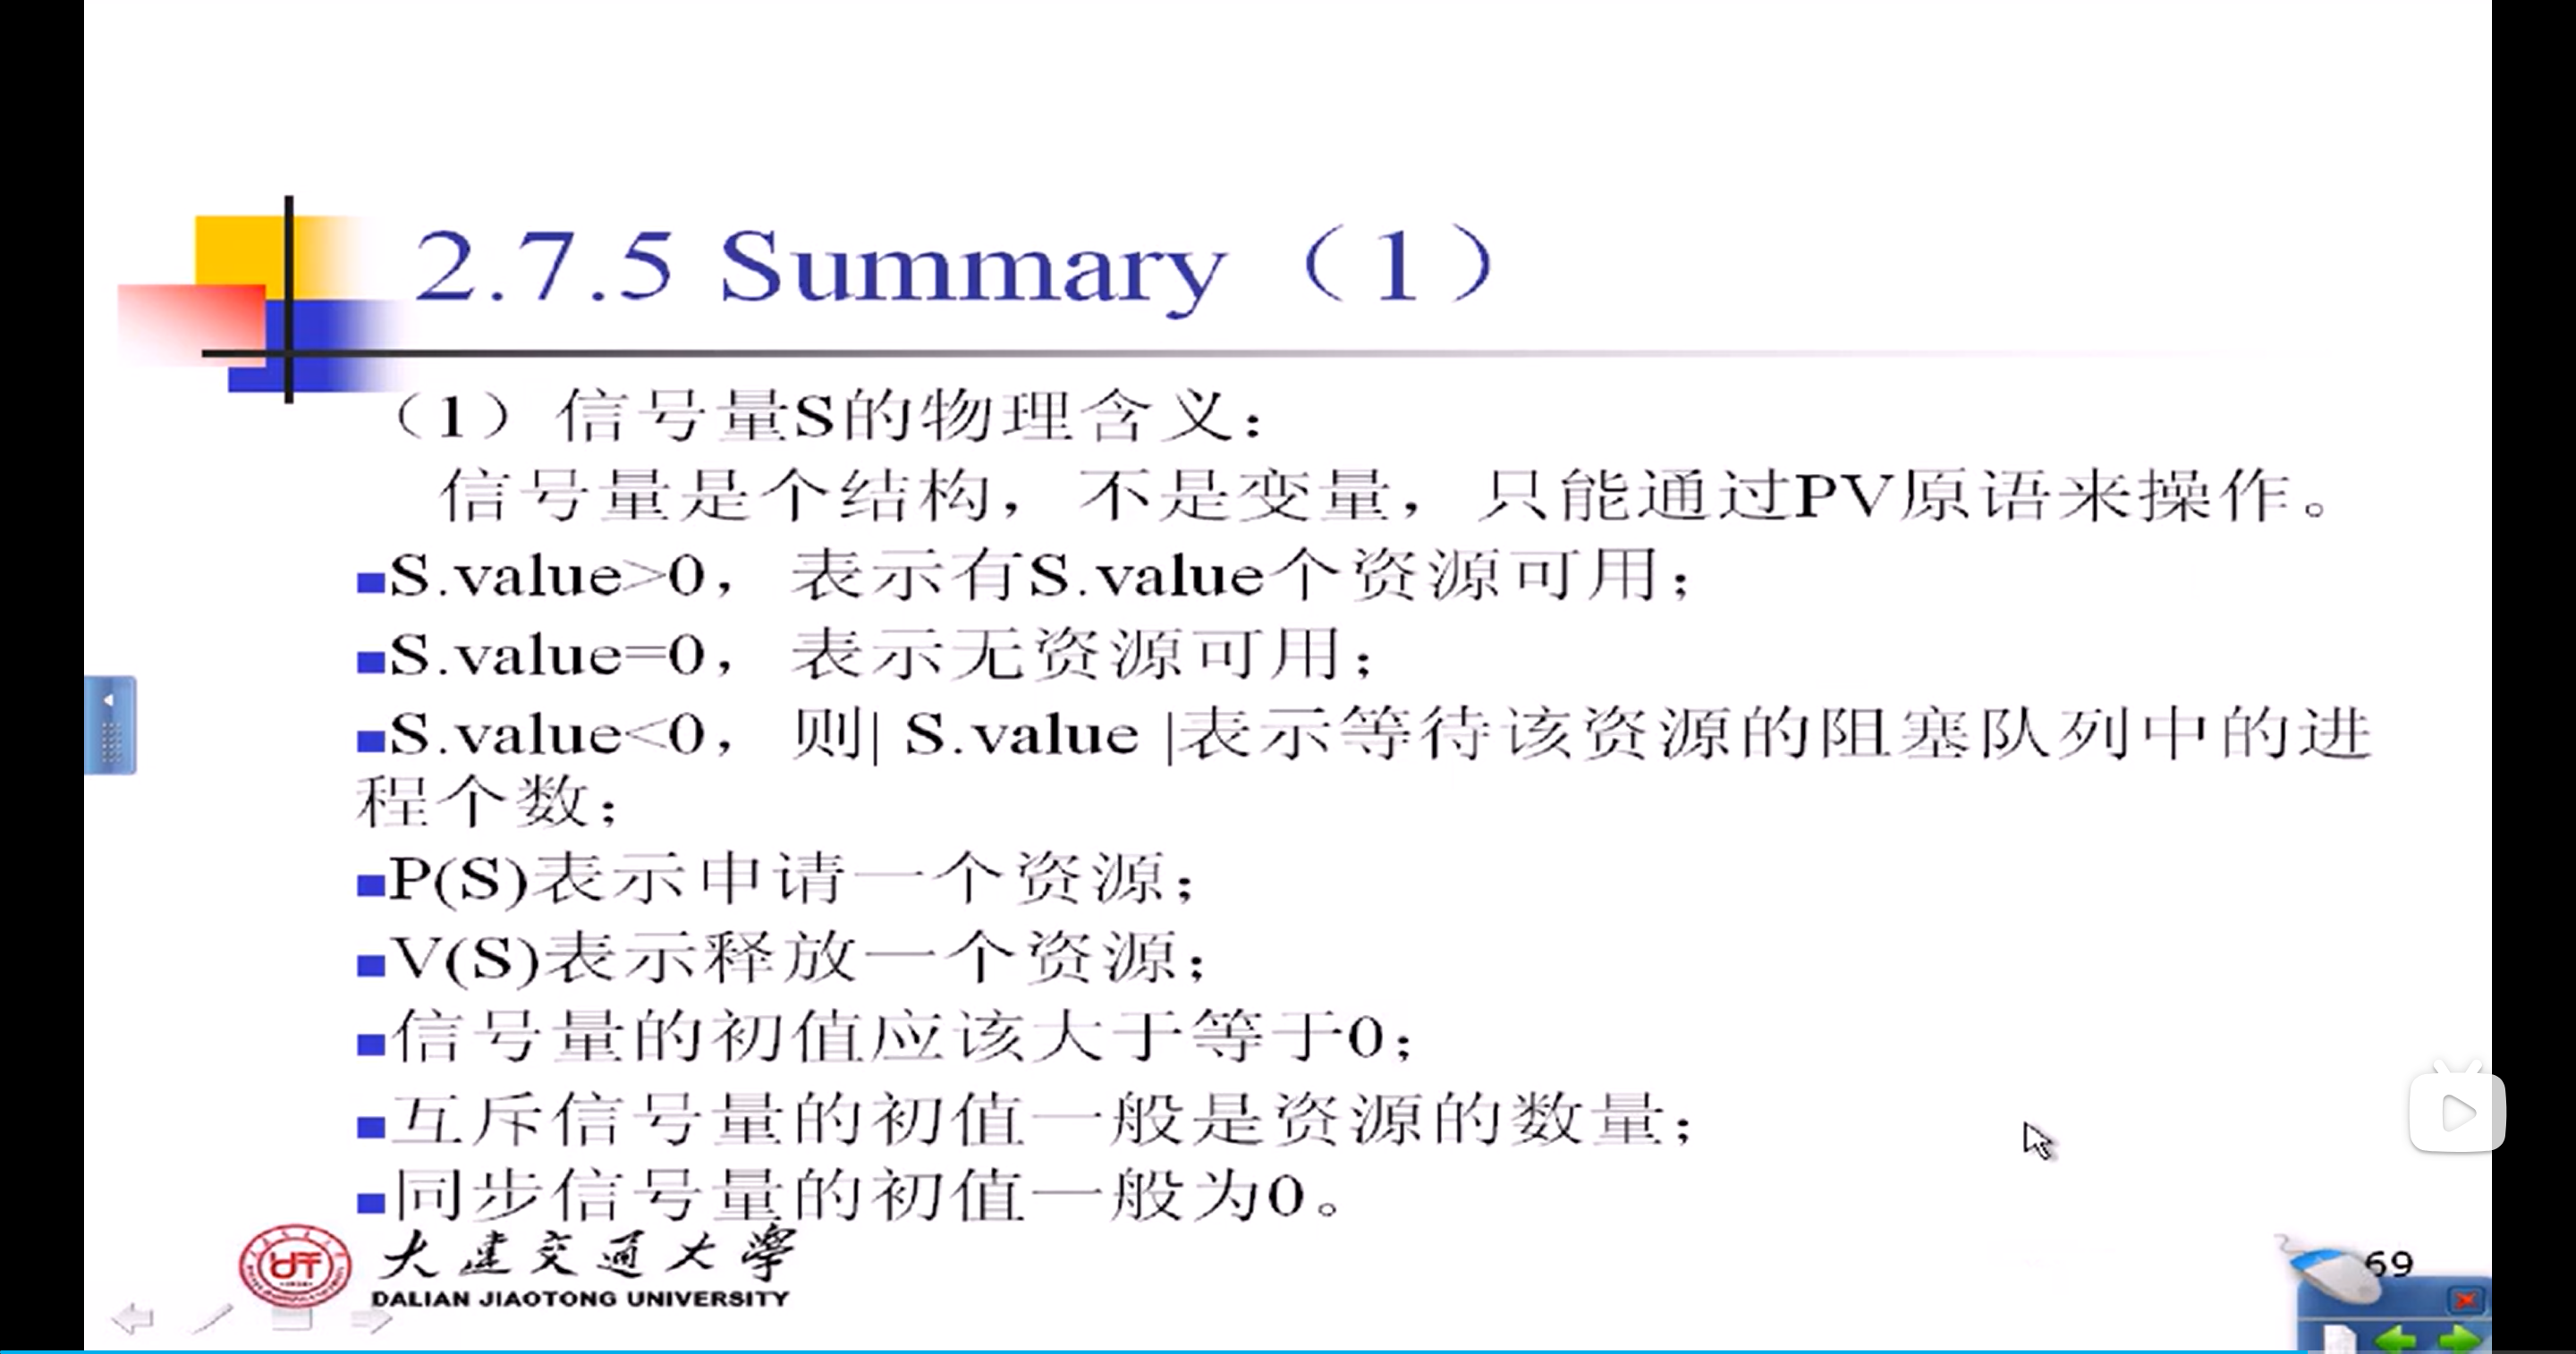 2.7.5 Summary（1）
（1）信号量S的物理含义：
信号量是个结构，不是变量，只能通过PV原语来操作。
S.value>0，表示有S.value个资源可用；
S.value=0，表示无资源可用；
S.value<0，则| S.value |表示等待该资源的阻塞队列中的进
程个数；
P(S)表示申请一个资源；
V(S)表示释放一个资源；
信号量的初值应该大于等于0；
互斥信号量的初值一般是资源的数量；
同步信号量的初值一般为0。
大连交通大学
DALIAN JIAOTONG UNIVERSITY
69